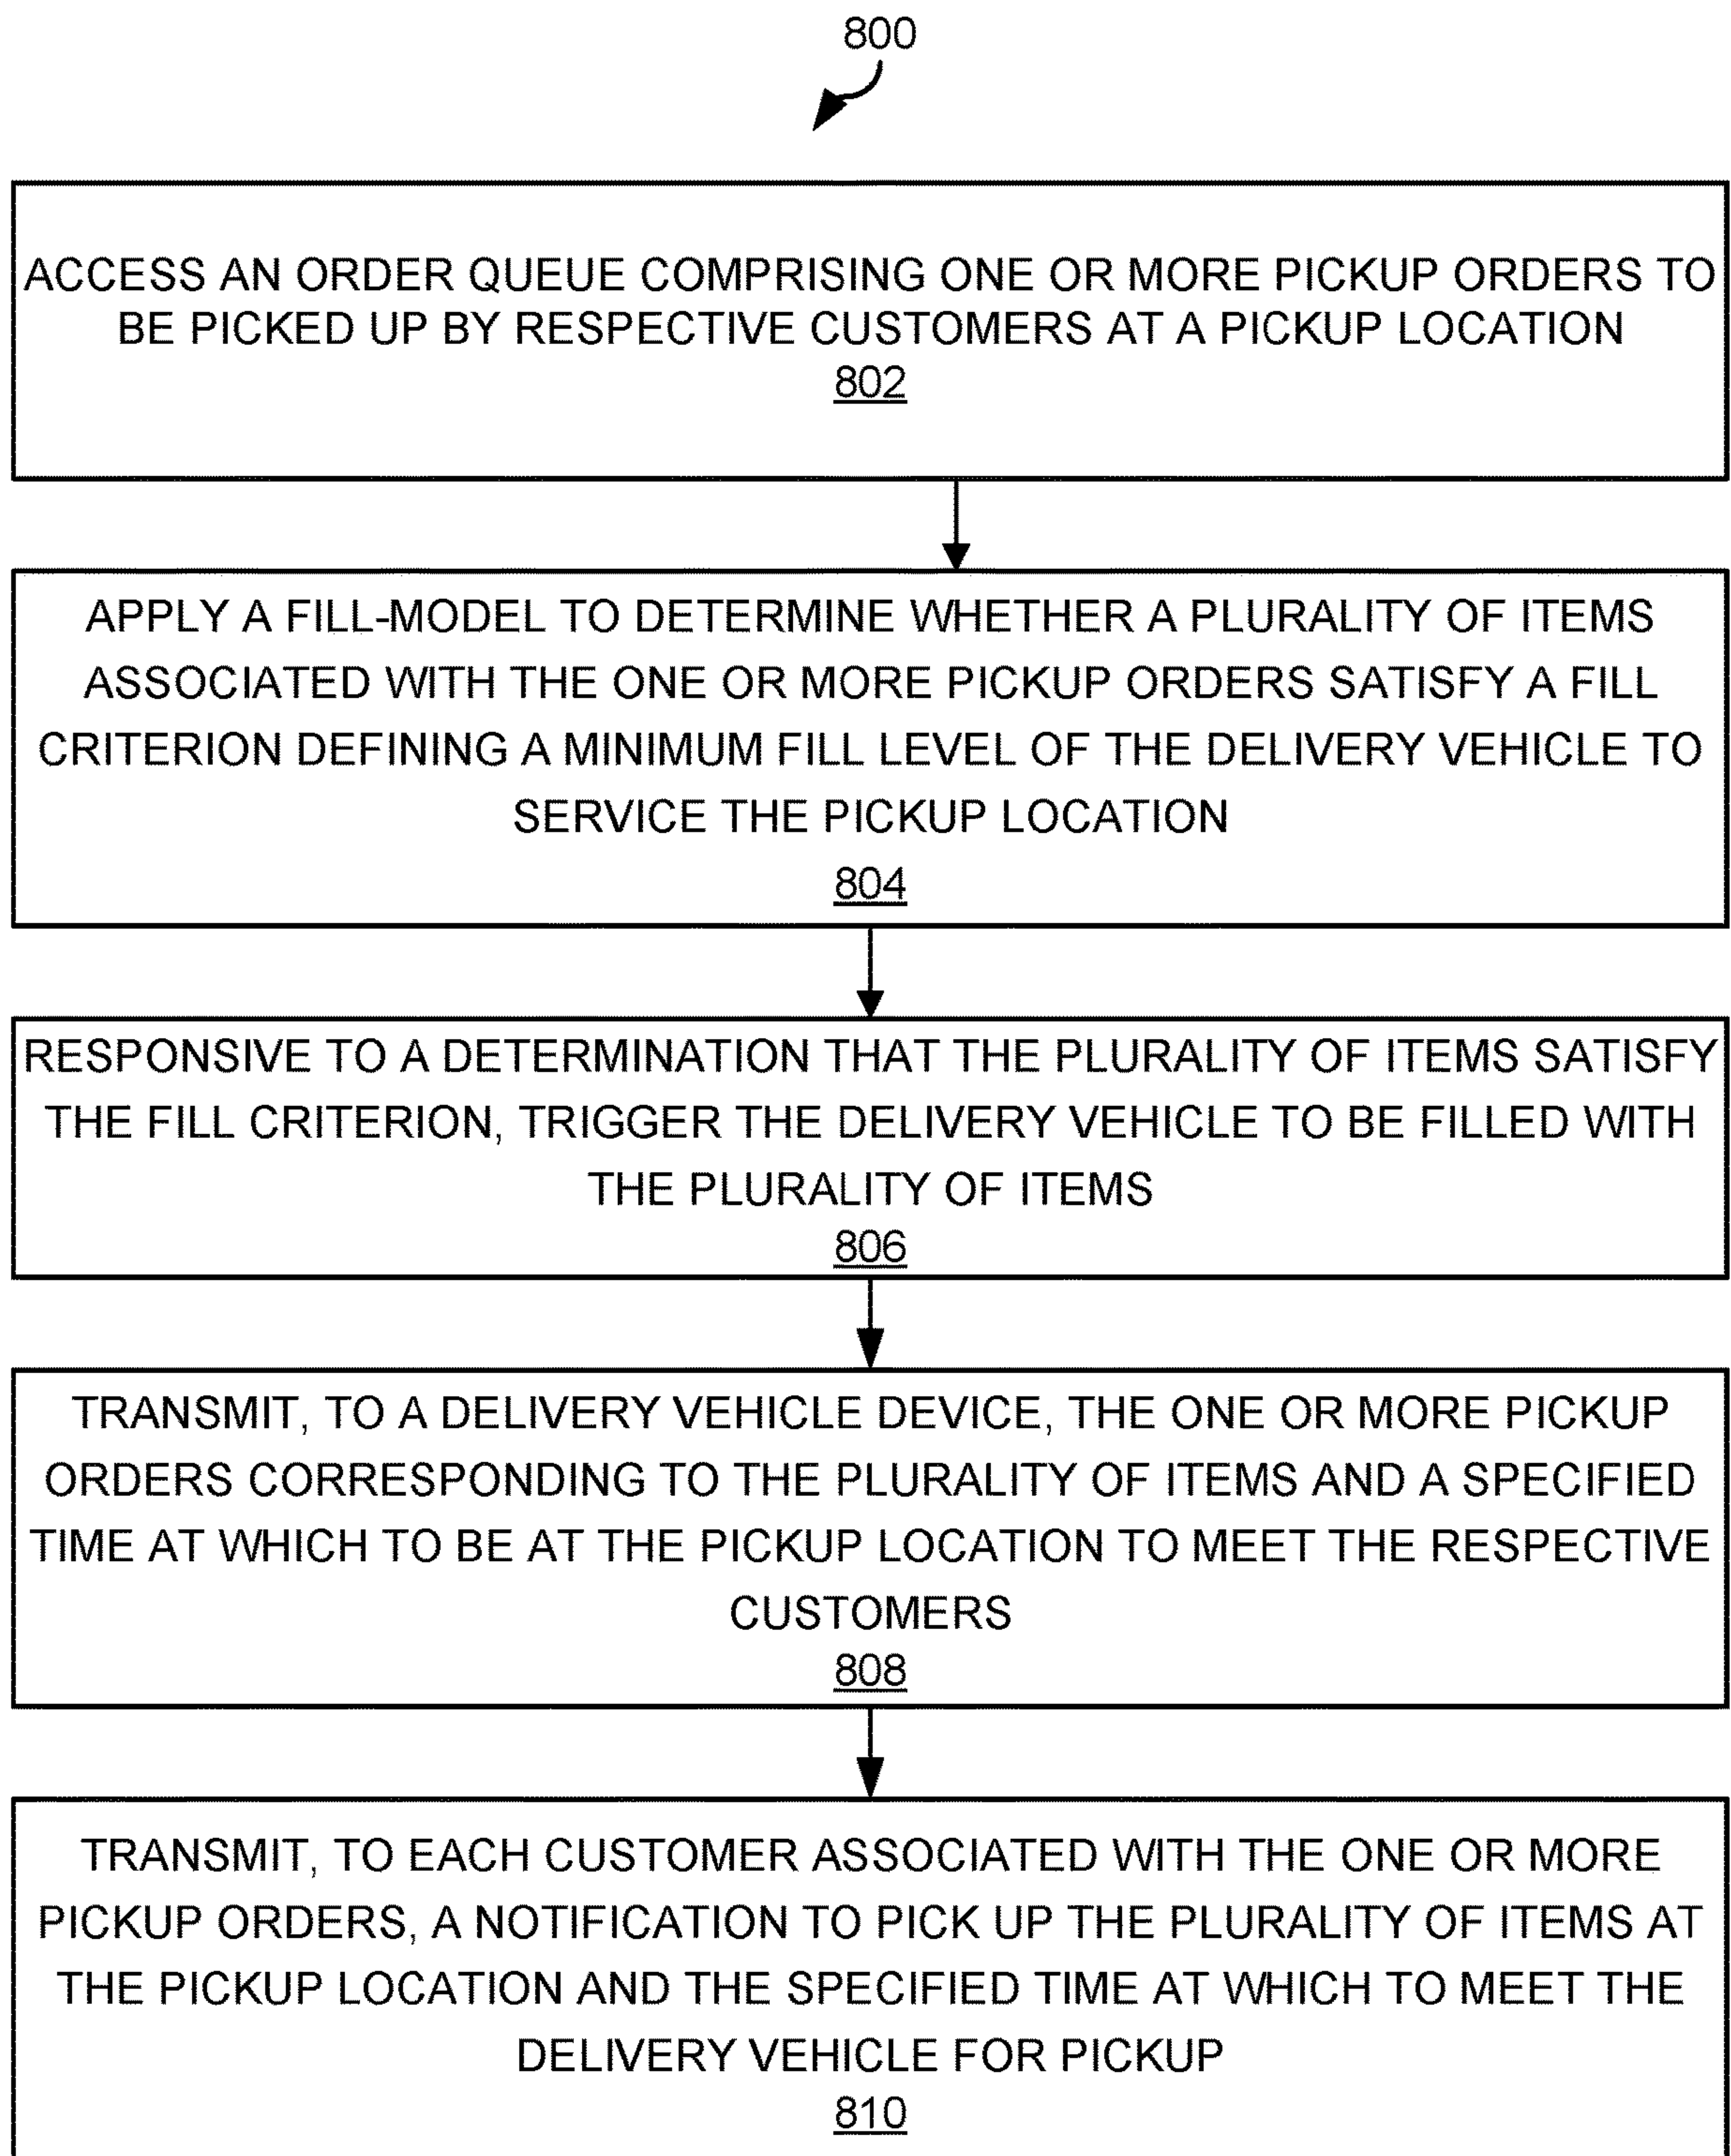 800
ACCESS AN ORDER QUEUE COMPRISING ONE OR MORE PICKUP ORDERS TO
BE PICKED UP BY RESPECTIVE CUSTOMERS AT A PICKUP LOCATION
802
APPLY A FILL-MODEL TO DETERMINE WHETHER A PLURALITY OF ITEMS
ASSOCIATED WITH THE ONE OR MORE PICKUP ORDERS SATISFY A FILL
CRITERION DEFINING A MINIMUM FILL LEVEL OF THE DELIVERY VEHICLE TO
SERVICE THE PICKUP LOCATION
804
RESPONSIVE TO A DETERMINATION THAT THE PLURALITY OF ITEMS SATISFY
THE FILL CRITERION, TRIGGER THE DELIVERY VEHICLE TO BE FILLED WITH
THE PLURALITY OF ITEMS
806
TRANSMIT, TO A DELIVERY VEHICLE DEVICE, THE ONE OR MORE PICKUP
ORDERS CORRESPONDING TO THE PLURALITY OF ITEMS AND A SPECIFIED
TIME AT WHICH TO BE AT THE PICKUP LOCATION TO MEET THE RESPECTIVE
CUSTOMERS
808
TRANSMIT, TO EACH CUSTOMER ASSOCIATED WITH THE ONE OR MORE
PICKUP ORDERS, A NOTIFICATION TO PICK UP THE PLURALITY OF ITEMS AT
THE PICKUP LOCATION AND THE SPECIFIED TIME AT WHICH TO MEET THE
DELIVERY VEHICLE FOR PICKUP
810